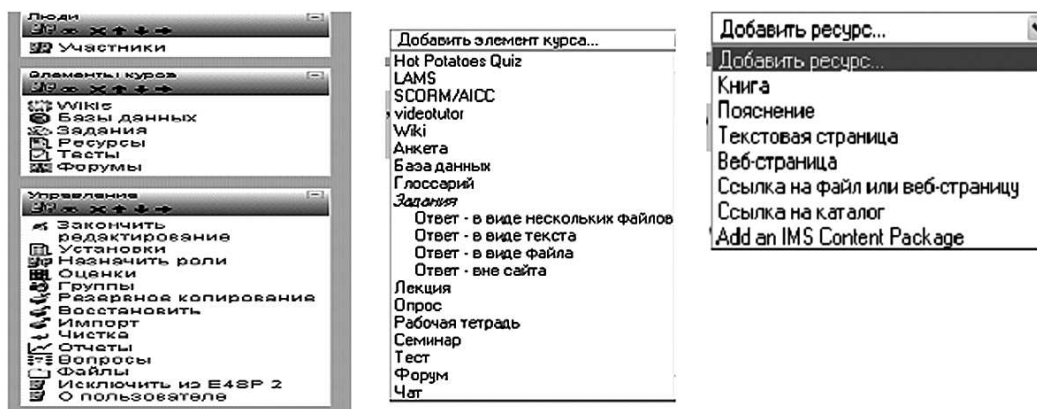 Люди
Участники
Элементы курса
Wikis
Базы данных
Задания
Ресурсы
Тесты
Форумы
Управление
Закончить
редактирование
Установки
Назначить роли
Оценки
Группы
Резервное копирование
Восстановить
Импорт
Чистка
Отчеты
Вопросы
Файлы
Исключить из E4SP 2
О пользователе
Добавить элемент курса...
Hot Potatoes Quiz
LAMS
SCORM/AICC
videotutor
Wiki
Анкета
База данных
Глоссарий
Задания
Ответ - в виде нескольких файлов
Ответ - в виде текста
Ответ - в виде файла
Ответ - вне сайта
Лекция
Опрос
Рабочая тетрадь
Семинар
Тест
Форум
Чат
Добавить ресурс...
Добавить ресурс...
Книга
Пояснение
Текстовая страница
Веб-страница
Ссылка на файл или веб-страницу
Ссылка на каталог
Add an IMS Content Package